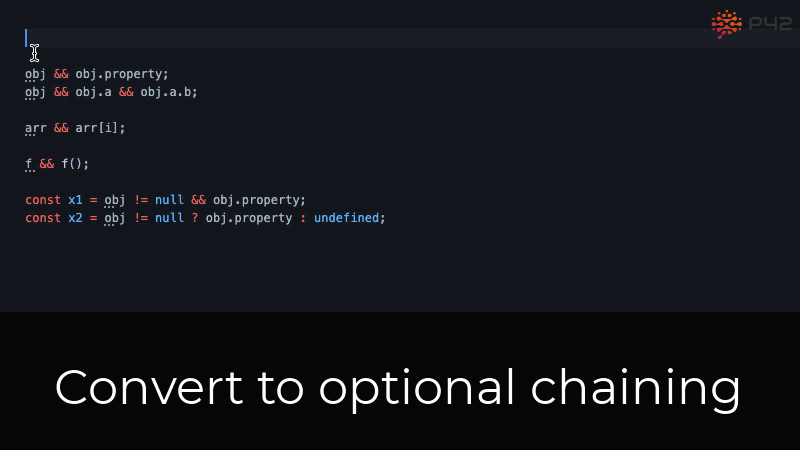 P42
obj && obj.property;
obj && obj.a && obj.a.b;
arr && arr[i];
f && f();
const x1 = obj != null && obj.property;
const x2 = obj != null ? obj.property : undefined;
Convert to optional chaining